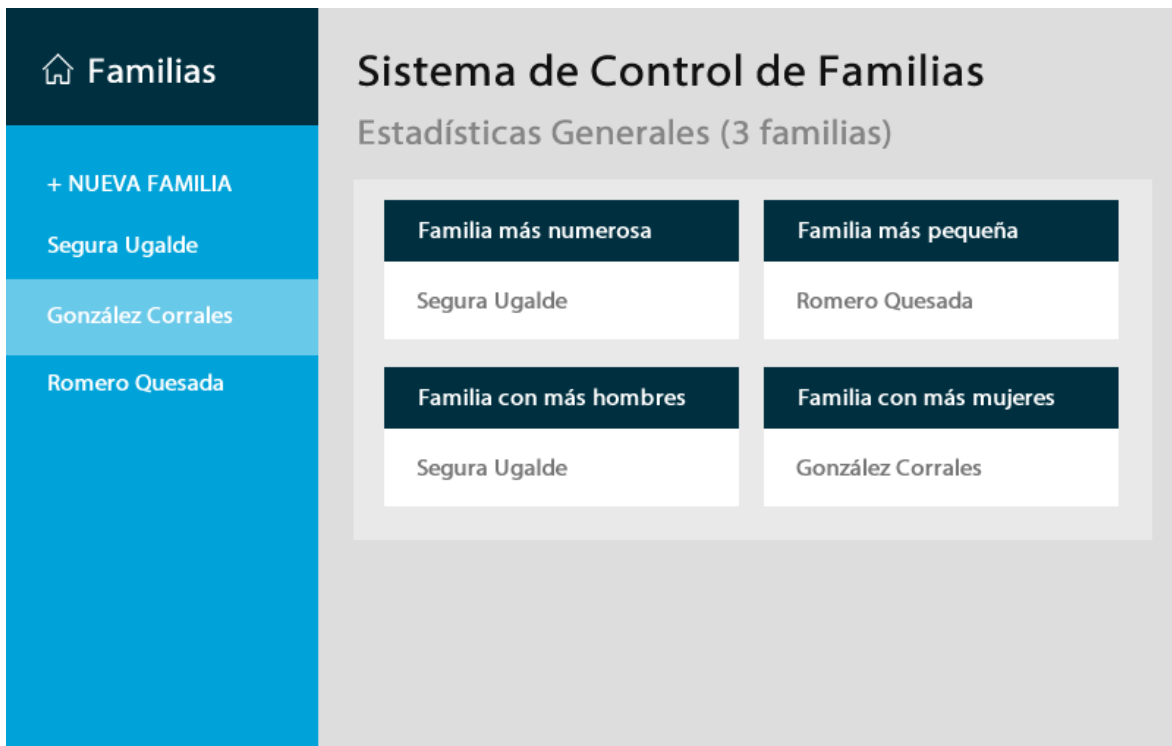 Familias
+ NUEVA FAMILIA
Segura Ugalde
González Corrales
Romero Quesada
Sistema de Control de Familias
Estadísticas Generales (3 familias)
Familia más numerosa
Segura Ugalde
Familia más pequeña
Romero Quesada
Familia con más hombres
Segura Ugalde
Familia con más mujeres
González Corrales